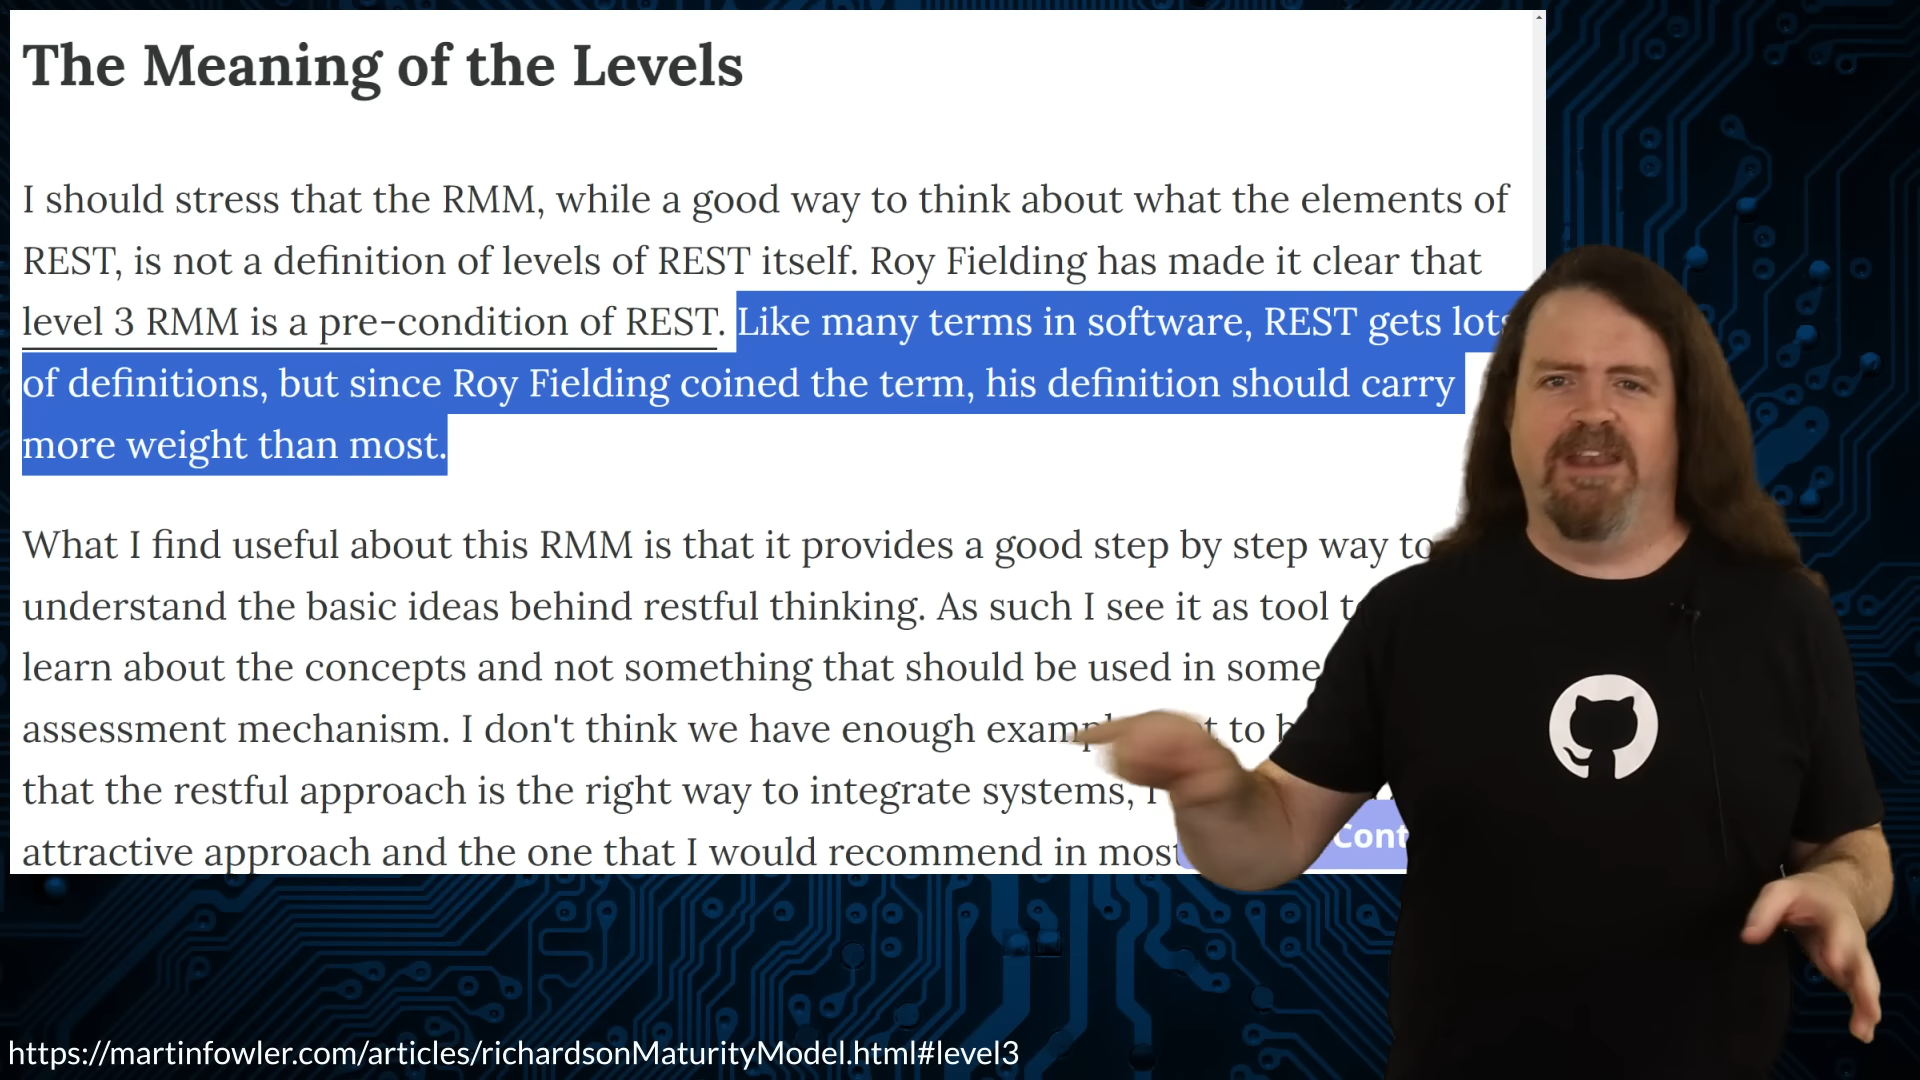 The Meaning of the Levels
I should stress that the RMM, while a good way to think about what the elements of
REST, is not a definition of levels of REST itself. Roy Fielding has made it clear that
level 3 RMM is a pre-condition of REST. Like many terms in software, REST gets lots
of definitions, but since Roy Fielding coined the term, his definition should carry
more weight than most.
What I find useful about this RMM is that it provides a good step by step way to
understand the basic ideas behind restful thinking. As such I see it as tool
learn about the concepts and not something that should be used in some
assessment mechanism. I don't think we have enough to
that the restful approach is the right way to integrate systems,
attractive approach and the one that I would recommend in most
https://martinfowler.com/articles/richardsonMaturityModel.html#level3